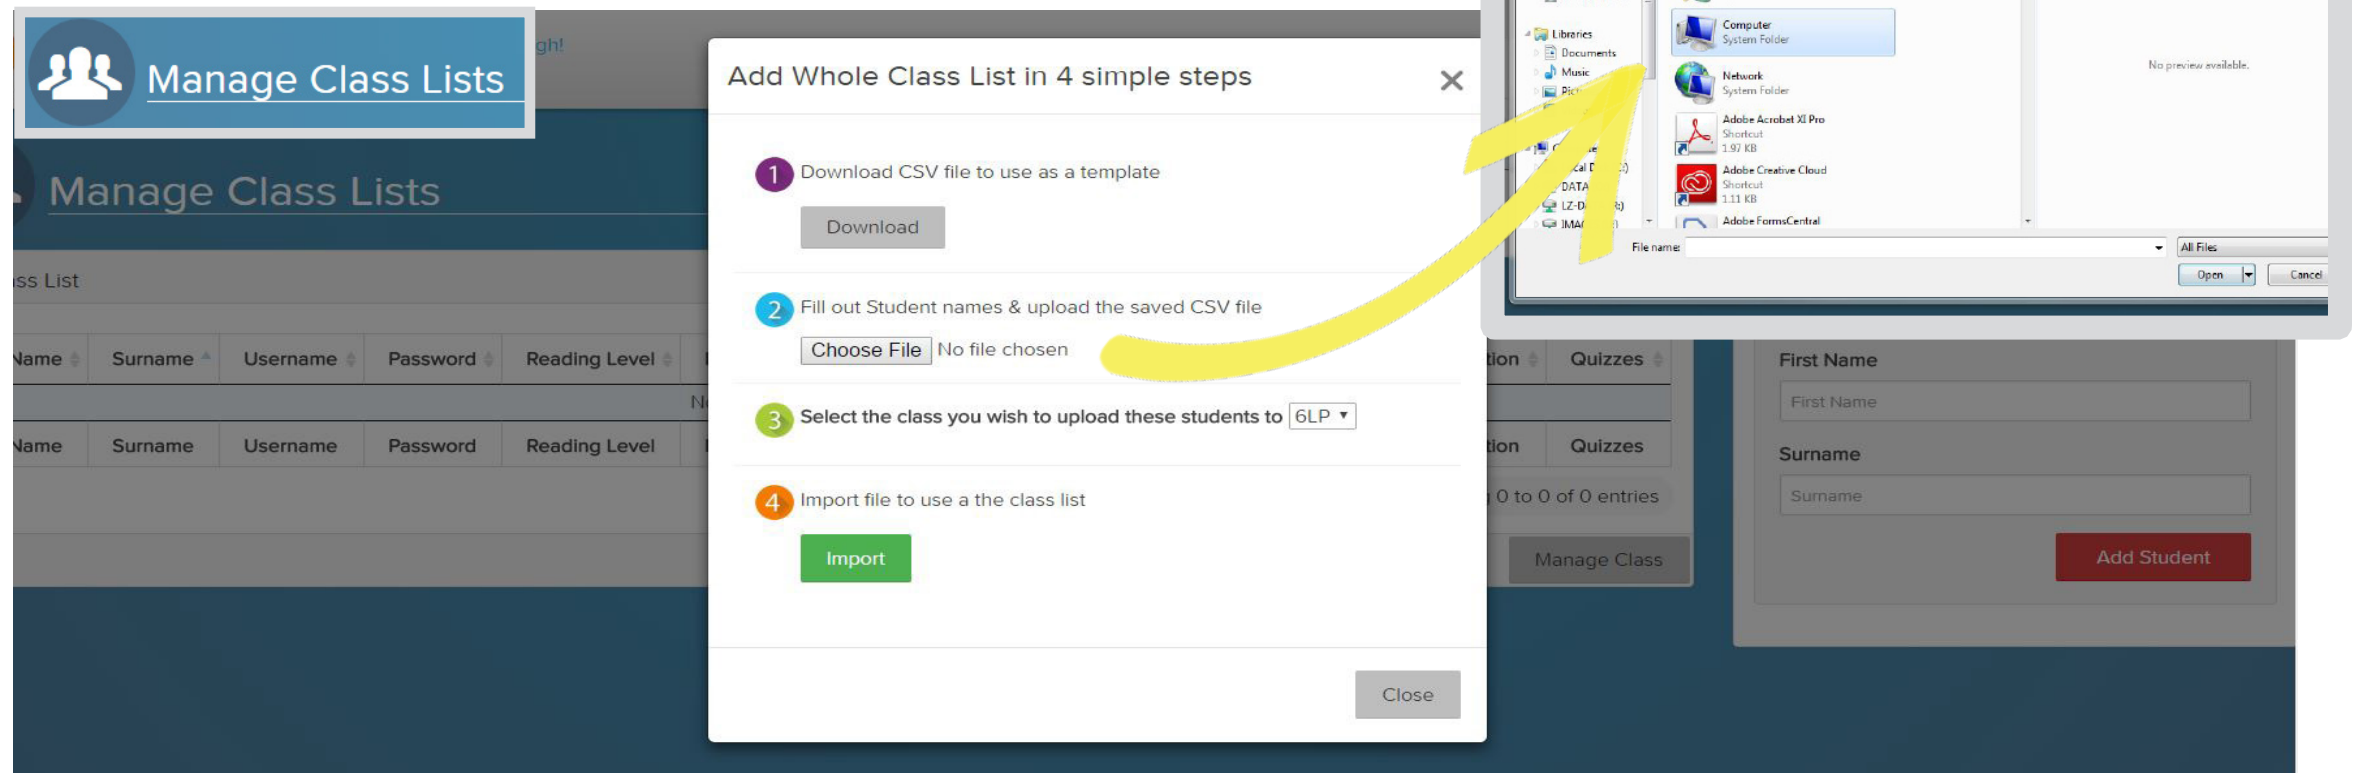 Manage Class Lists
gh!
Manage Class Lists
ss List
Name Surname Username Password Reading Level
Name Surname Username Password Reading Level
Add Whole Class List in 4 simple steps
1 Download CSV file to use as a template
Download
2 Fill out Student names & upload the saved CSV file
Choose File No file chosen
3 Select the class you wish to upload these students to 6LP
4 Import file to use a the class list
Import
Close
tion Quizzes
tion Quizzes
0 to 0 of 0 entries
Manage Class
Libraries
Documents
Music
DATA
Computer
System Folder
Network
System Folder
Adobe Acrobat XI Pro
Shortcut
1.97 KB
Adobe Creative Cloud
Shortcut
1.11 KB
Adobe FormsCentral
No preview available.
File name:
All Files
Open Cancel
First Name
First Name
Surname
Surname
Add Student